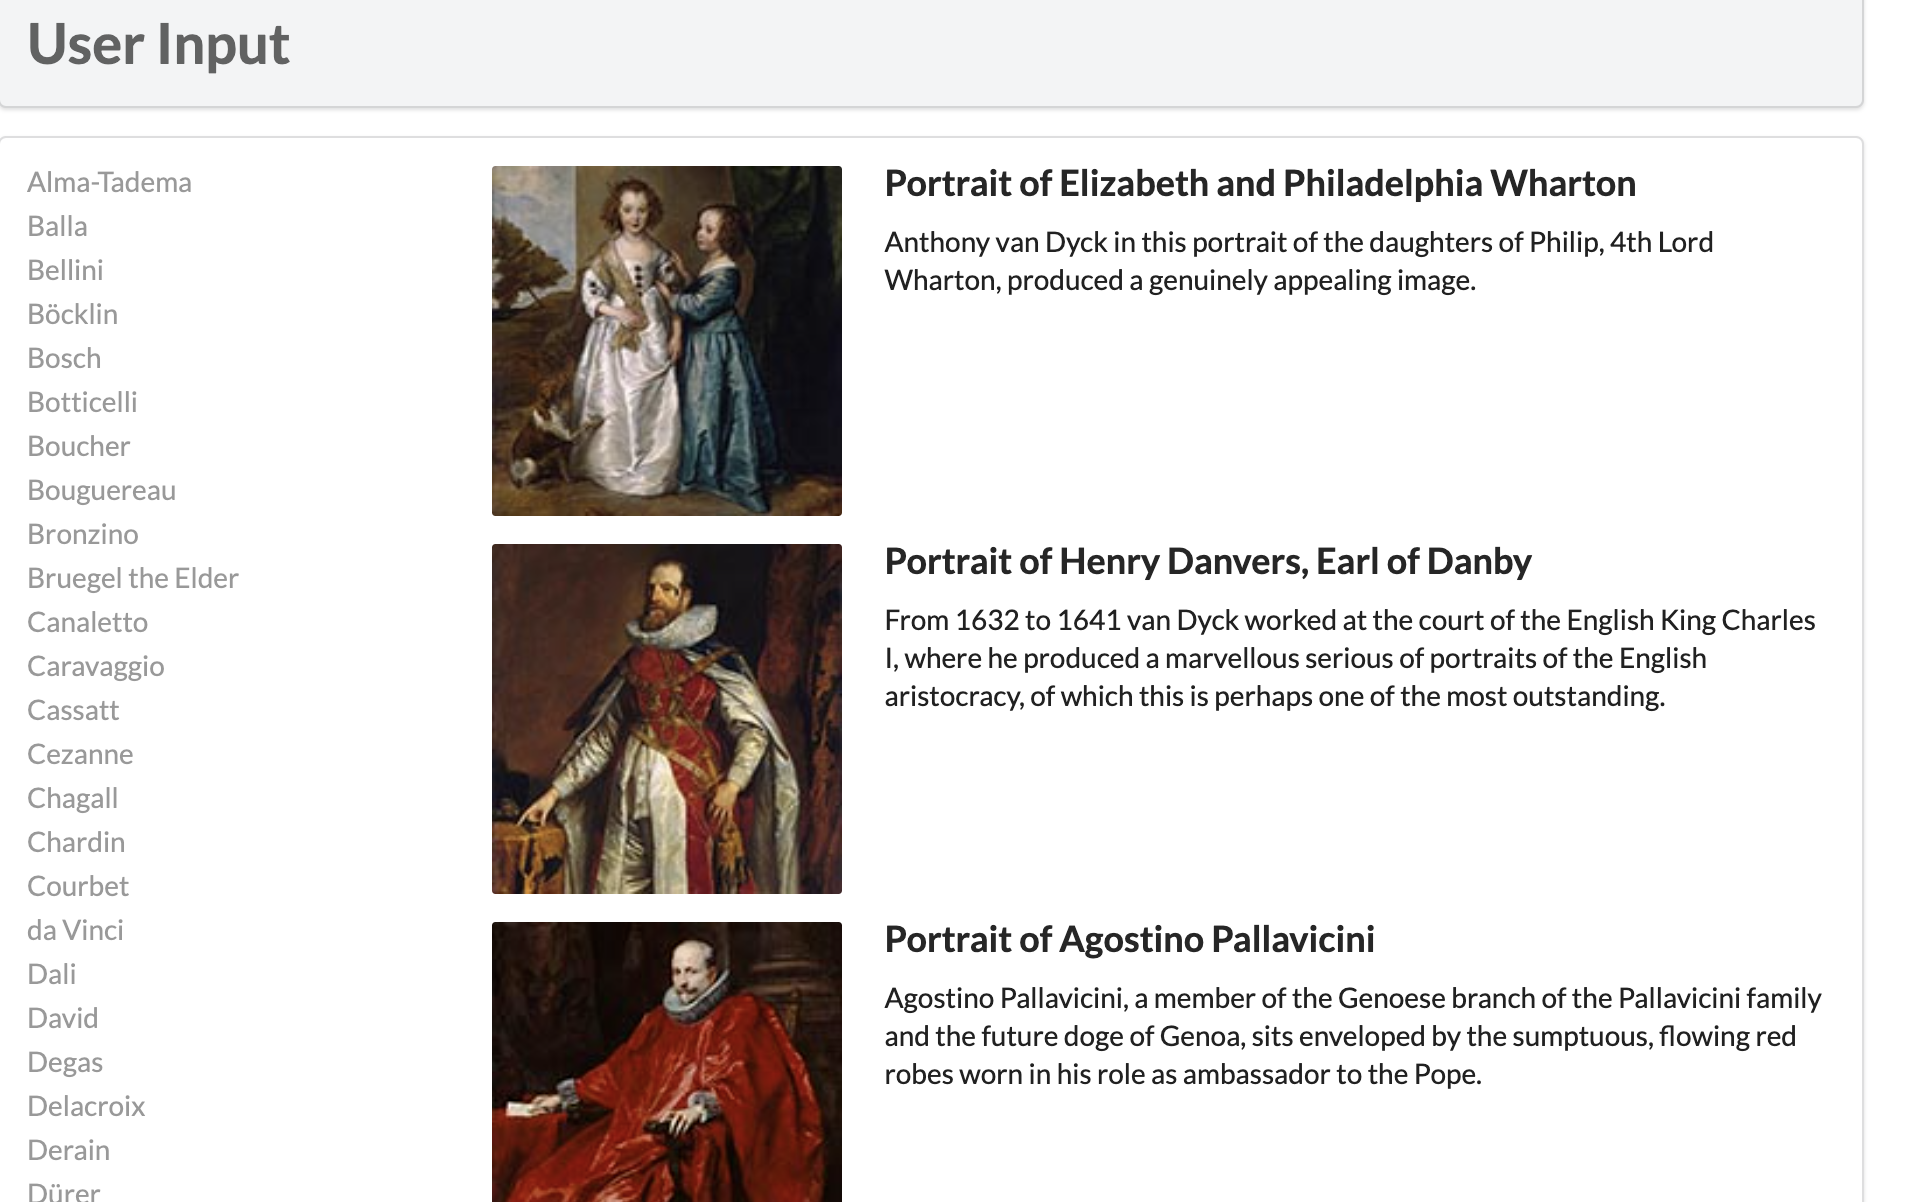 User Input
Alma-Tadema
Balla
Bellini
Böcklin
Bosch
Botticelli
Boucher
Bouguereau
Bronzino
Bruegel the Elder
Canaletto
Caravaggio
Cassatt
Cezanne
Chagall
Chardin
Courbet
da Vinci
Dali
David
Degas
Delacroix
Derain
Dürer
Portrait of Elizabeth and Philadelphia Wharton
Anthony van Dyck in this portrait of the daughters of Philip, 4th Lord
Wharton, produced a genuinely appealing image.
Portrait of Henry Danvers, Earl of Danby
From 1632 to 1641 van Dyck worked at the court of the English King Charles
I, where he produced a marvellous serious of portraits of the English
aristocracy, of which this is perhaps one of the most outstanding.
Portrait of Agostino Pallavicini
Agostino Pallavicini, a member of the Genoese branch of the Pallavicini family
and the future doge of Genoa, sits enveloped by the sumptuous, flowing red
robes worn in his role as ambassador to the Pope.